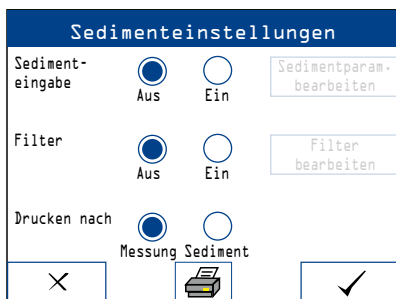 Sedimenteinstellungen
Sediment-
eingabe
Aus Ein
Sedimentparam.
bearbeiten
Filter
Aus Ein
Filter
bearbeiten
Drucken nach
Messung Sediment